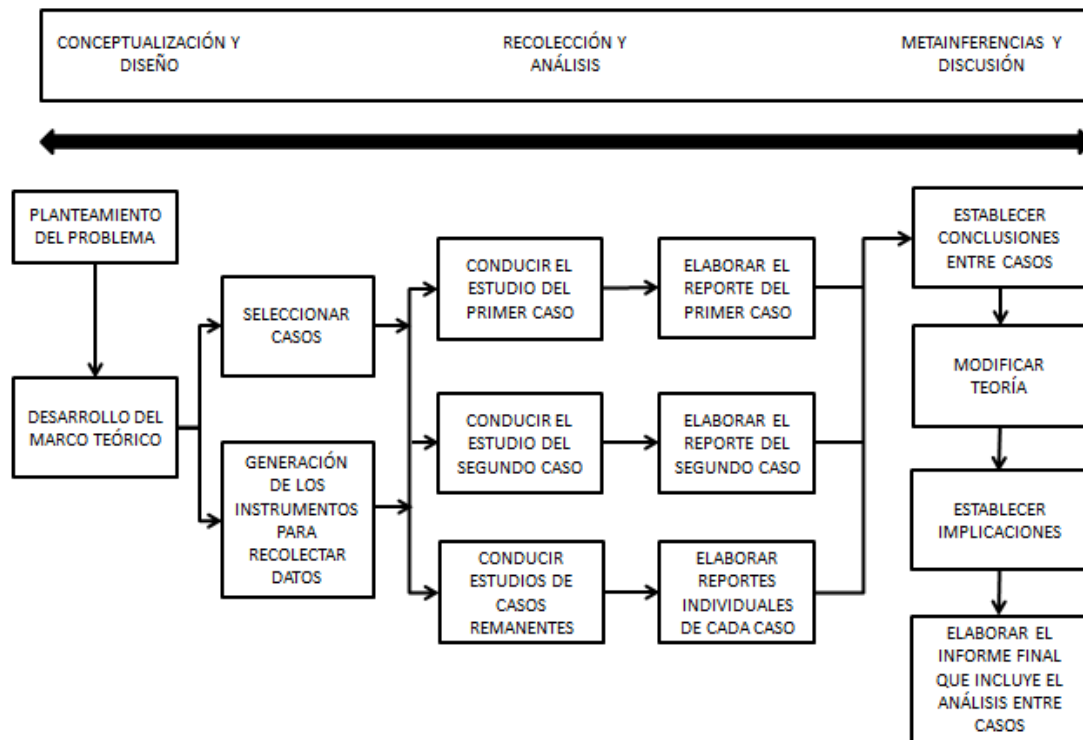 CONCEPTUALIZACIÓN Y
DISEÑO
RECOLECCIÓN Y
ANÁLISIS
METAINFERENCIAS Y
DISCUSIÓN
PLANTEAMIENTO
DEL PROBLEMA
DESARROLLO DEL
MARCO TEÓRICO
SELECCIONAR
CASOS
GENERACIÓN
DE LOS
INSTRUMENTOS
PARA
RECOLECTAR
DATOS
CONDUCIR EL
ESTUDIO DEL
PRIMER CASO
ELABORAR EL
REPORTE DEL
PRIMER CASO
CONDUCIR EL
ESTUDIO DEL
SEGUNDO CASO
ELABORAR EL
REPORTE DEL
SEGUNDO CASO
CONDUCIR
ESTUDIOS DE
CASOS
REMANENTES
ELABORAR
REPORTES
INDIVIDUALES
DE CADA CASO
ESTABLECER
CONCLUSIONES
ENTRE CASOS
MODIFICAR
TEORÍA
ESTABLECER
IMPLICACIONES
ELABORAR EL
INFORME FINAL
QUE INCLUYE EL
ANÁLISIS ENTRE
CASOS